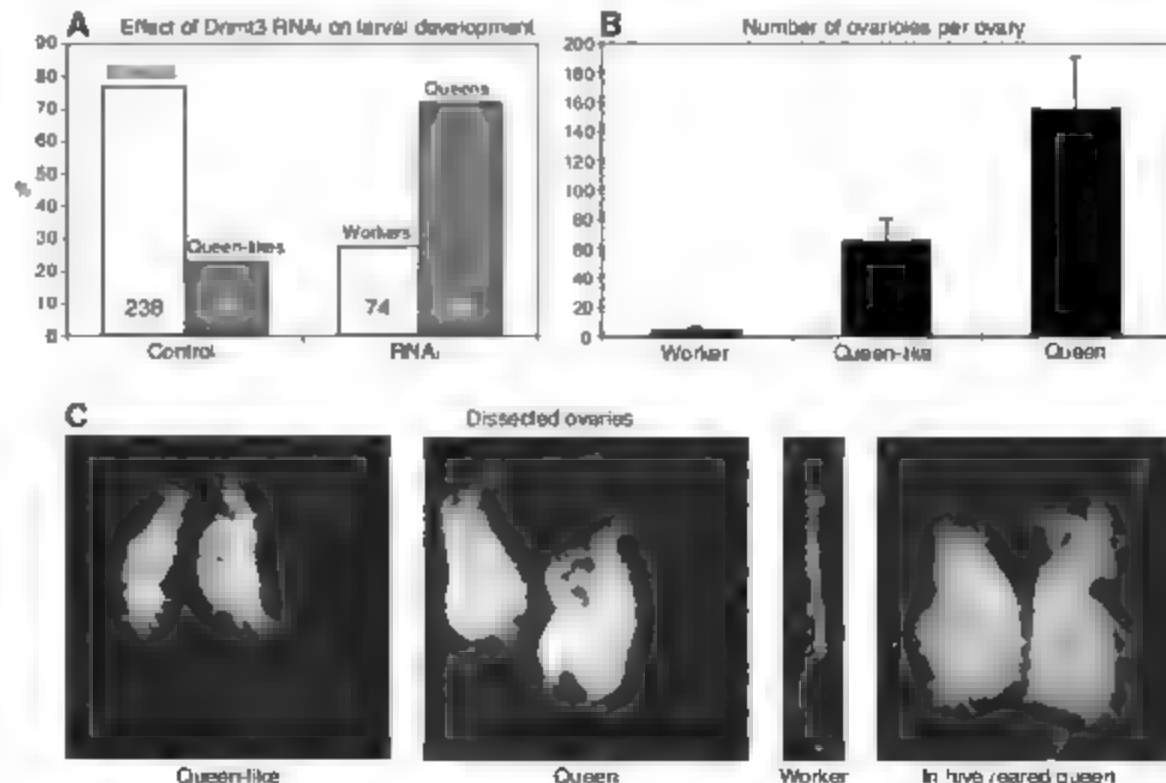 A Effect of Dnmt3 RNAi on larval development
90
80
70
60
50
40
30
20
10
0
%
Queen-likes
238
Control
Workers
74
Queens
RNAi
B Number of ovarioles per ovary
200
180
160
140
120
100
80
60
40
20
0
Worker
Queen-like
Queen
C Dissected ovaries
Queen-like
Queen
Worker
In hive reared queen